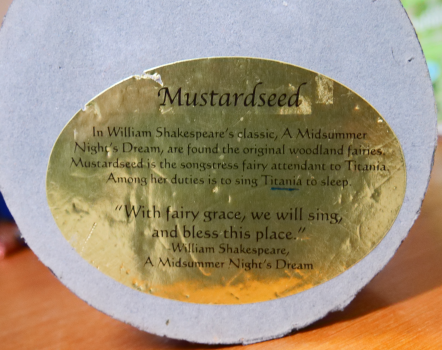 Mustardseed
In William Shakespeare's classic, A Midsummer
Night's Dream, are found the original woodland fairies.
Mustardseed is the songstress fairy attendant to Titania.
Among her duties is to sing Titania to sleep.
"With fairy grace, we will sing,
and bless this place."
William Shakespeare,
A Midsummer Night's Dream